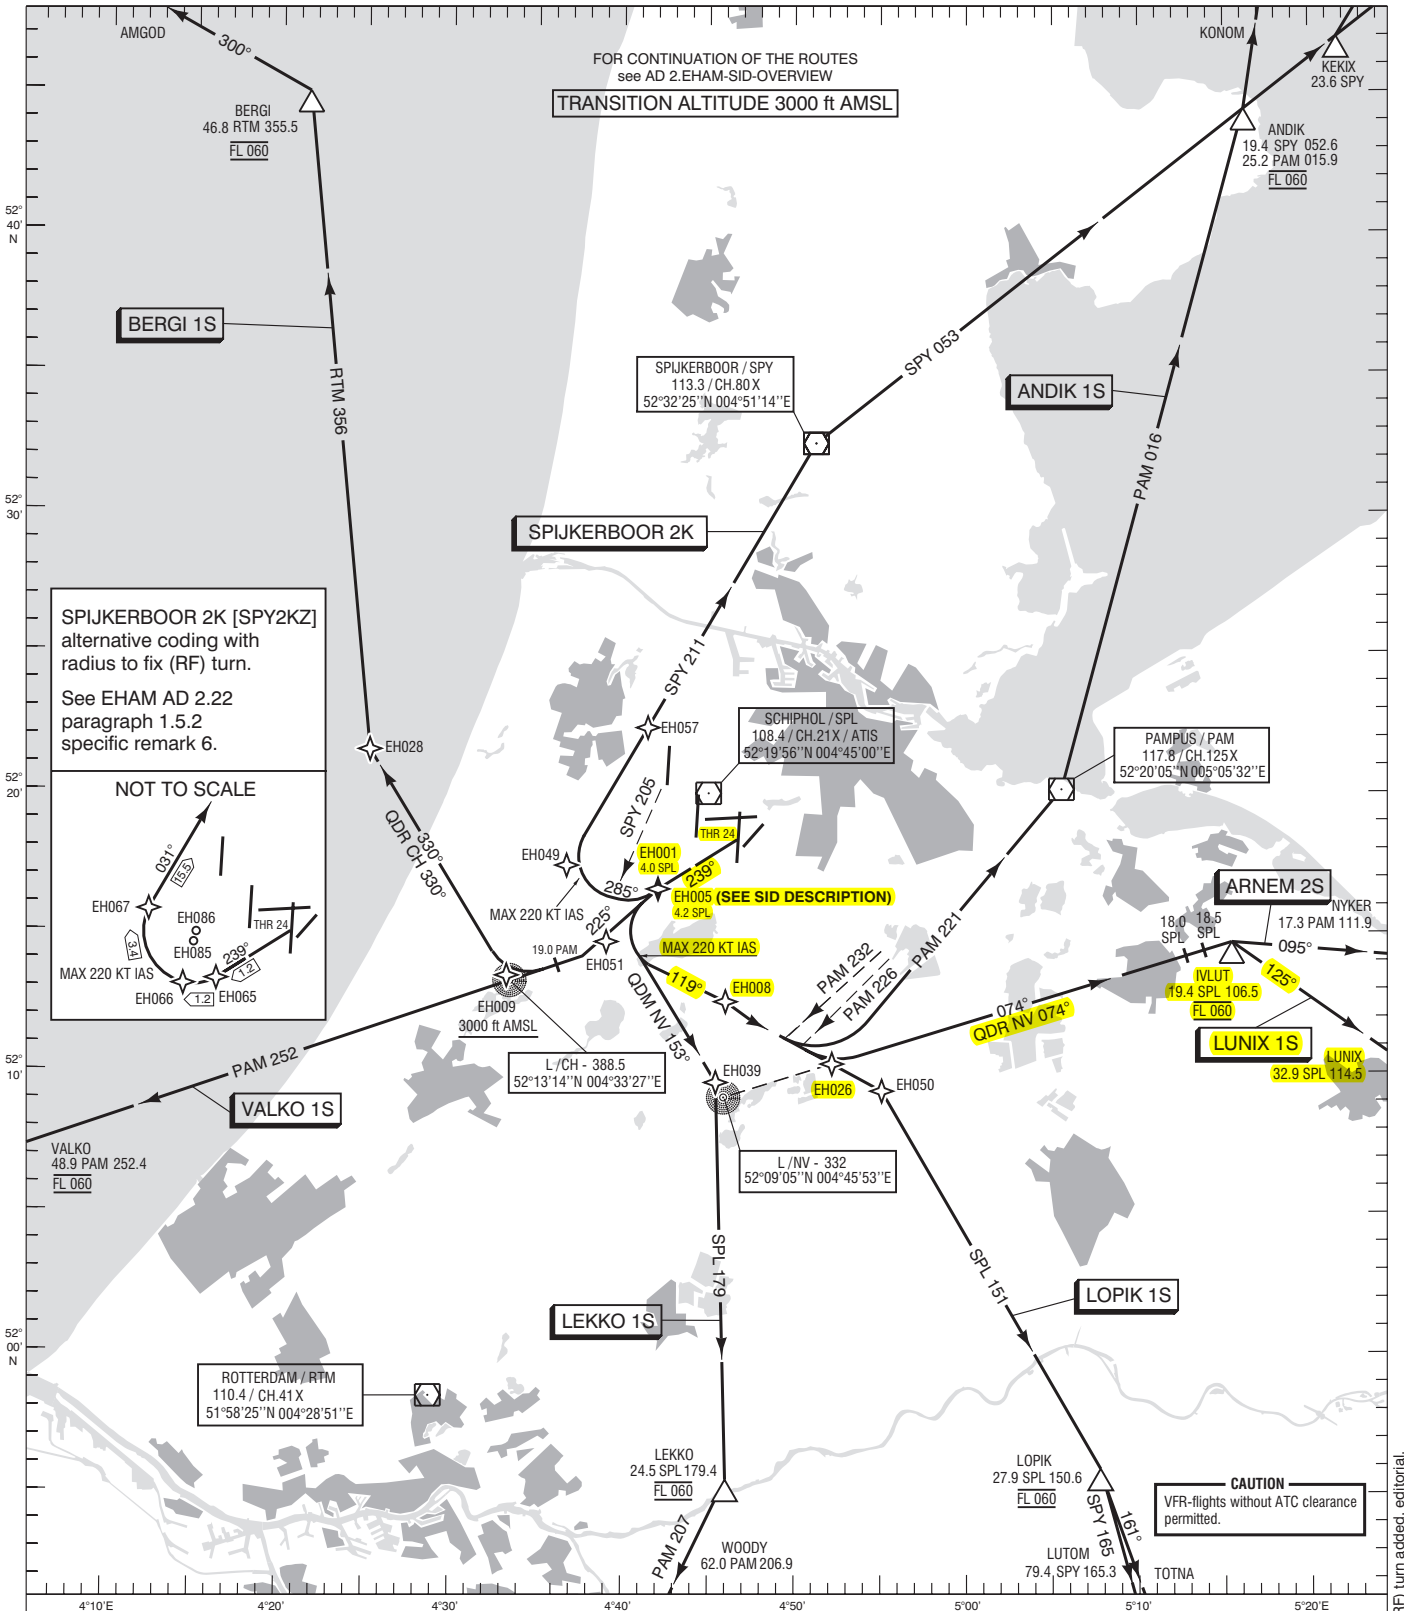 AMGOD
300°
FOR CONTINUATION OF THE ROUTES
see AD 2.EHAM-SID-OVERVIEW
TRANSITION ALTITUDE 3000 ft AMSL
KONOM
KEKIX
23.6 SPY
BERGI
46.8 RTM 355.5
FL 060
ANDIK
19.4 SPY 052.6
25.2 PAM 015.9
FL 060
52°
40'
N
BERGI 1S
RTM 356
SPIJKERBOOR / SPY
113.3 / CH.80 X
52°32'25''N 004°51'14''E
SPY 053
ANDIK 1S
PAM 016
52°
30'
SPIJKERBOOR 2K
SPIJKERBOOR 2K [SPY2KZ]
alternative coding with
radius to fix (RF) turn.
See EHAM AD 2.22
paragraph 1.5.2
specific remark 6.
SPY 211
EH057
SCHIPHOL / SPL
108.4 / CH.21X / ATIS
52°19'56''N 004°45'00''E
PAMPUS / PAM
117.8 / CH.125X
52°20'05''N 005°05'32''E
EH028
52°
20'
NOT TO SCALE
031°
15.5
EH067
EH086
EH085
THR 24
239°
3.4
1.2
MAX 220 KT IAS
EH066
1.2
EH065
330°
QDR CH 330°
SPY 205
THR 24
EH049
EH001
4.0 SPL
239°
285°
EH005 (SEE SID DESCRIPTION)
4.2 SPL
MAX 220 KT IAS
225°
ARNEM 2S
NYKER
17.3 PAM 111.9
18.0
SPL
18.5
SPL
095°
19.0 PAM
EH051
MAX 220 KT IAS
PAM 221
PAM 232
PAM 226
119°
EH008
IVLUT
19.4 SPL 106.5
FL 060
125°
EH009
3000 ft AMSL
QDM NV 153°
074°
QDR NV 074°
LUNIX 1S
LUNIX
32.9 SPL 114.5
52°
10'
PAM 252
L / CH - 388.5
52°13'14''N 004°33'27''E
EH039
EH026
EH050
VALKO 1S
VALKO
48.9 PAM 252.4
FL 060
L / NV - 332
52°09'05''N 004°45'53''E
SPL 179
SPL 151
LOPIK 1S
LEKKO 1S
52°
00'
N
ROTTERDAM / RTM
110.4 / CH.41 X
51°58'25''N 004°28'51''E
LEKKO
24.5 SPL 179.4
FL 060
LOPIK
27.9 SPL 150.6
FL 060
CAUTION
VFR-flights without ATC clearance
permitted.
PAM 207
WOODY
62.0 PAM 206.9
SPY 165
161°
LUTOM
79.4 SPY 165.3
TOTNA
4°10'E
4°20'
4°30'
4°40'
4°50'
5°00'
5°10'
5°20'E
RF) turn added, editorial.